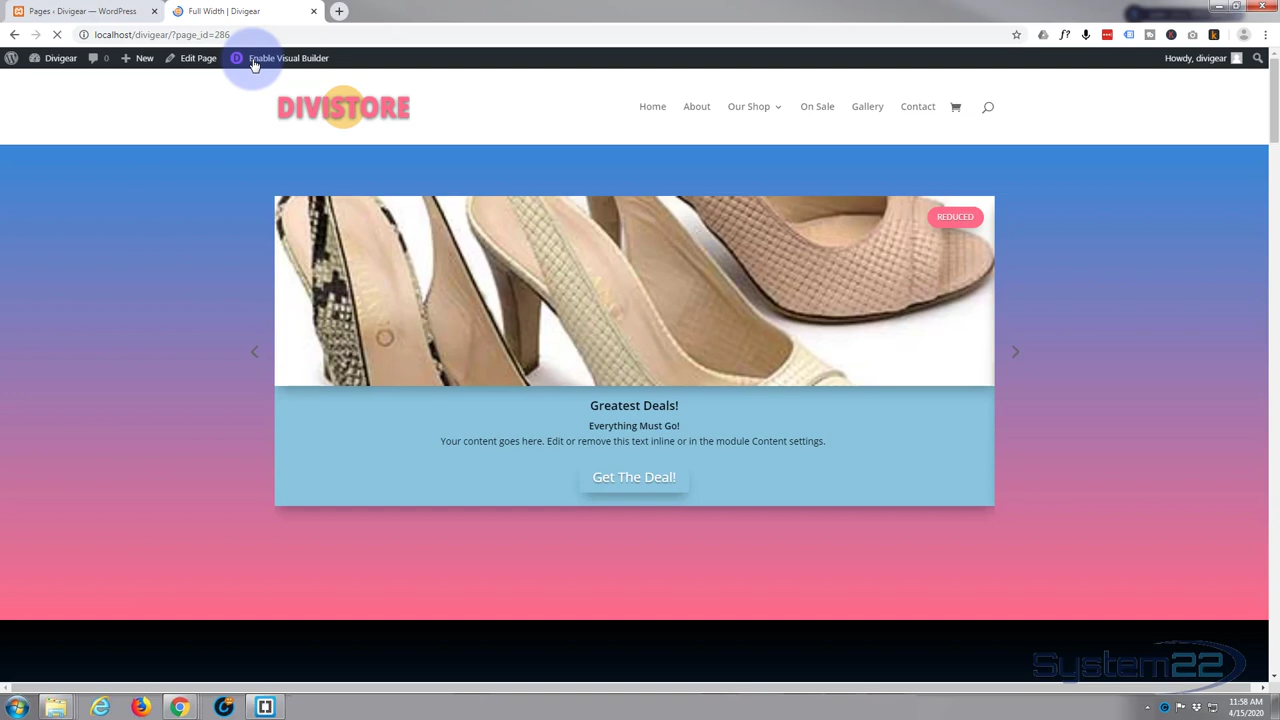 Pages ‹ Divigear — WordPress
Full Width | Divigear
localhost/divigear/?page_id=286
Divigear
0
New
Edit Page
Enable Visual Builder
Howdy, divigear
DIVISTORE
Home
About
Our Shop
On Sale
Gallery
Contact
REDUCED
Greatest Deals!
Everything Must Go!
Your content goes here. Edit or remove this text inline or in the module Content settings.
Get The Deal!
System22
11:58 AM
4/15/2020